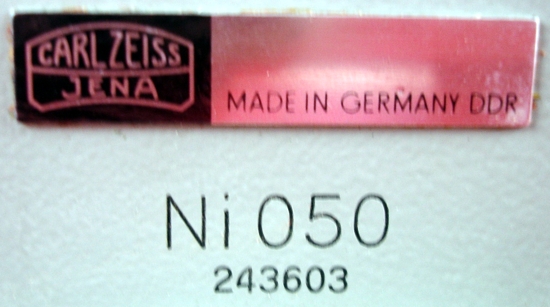 CARL ZEISS
JENA
MADE IN GERMANY DDR
Ni 050
243603